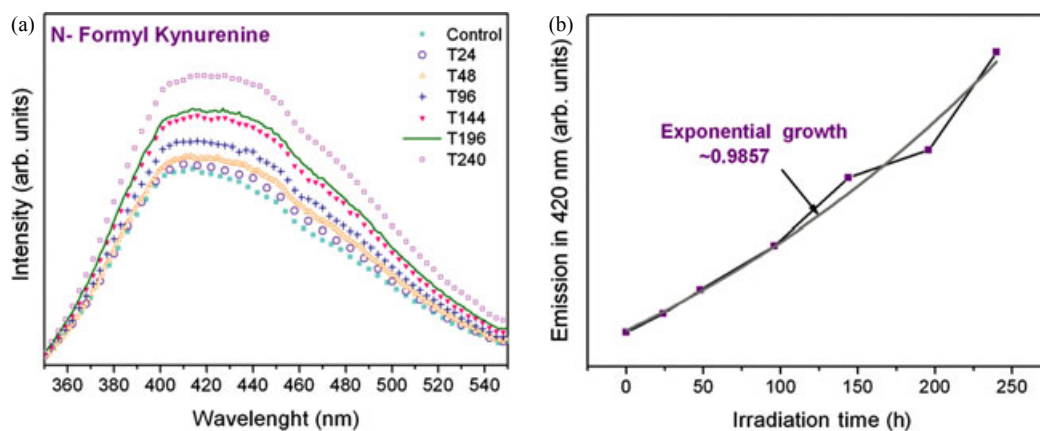 (a)
N- Formyl Kynurenine
Control
T24
T48
T96
T144
T196
T240
Intensity (arb. units)
360 380 400 420 440 460 480 500 520 540
Wavelenght (nm)
(b)
Exponential growth
~0.9857
Emission in 420 nm (arb. units)
0 50 100 150 200 250
Irradiation time (h)